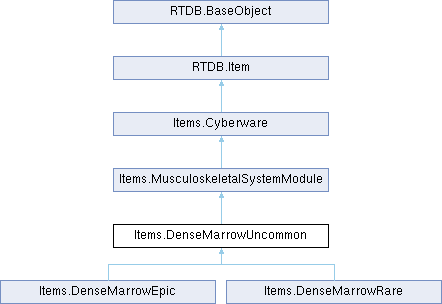 RTDB.BaseObject
RTDB.Item
Items.Cyberware
Items.MusculoskeletalSystemModule
Items.DenseMarrowUncommon
Items.DenseMarrowEpic
Items.DenseMarrowRare